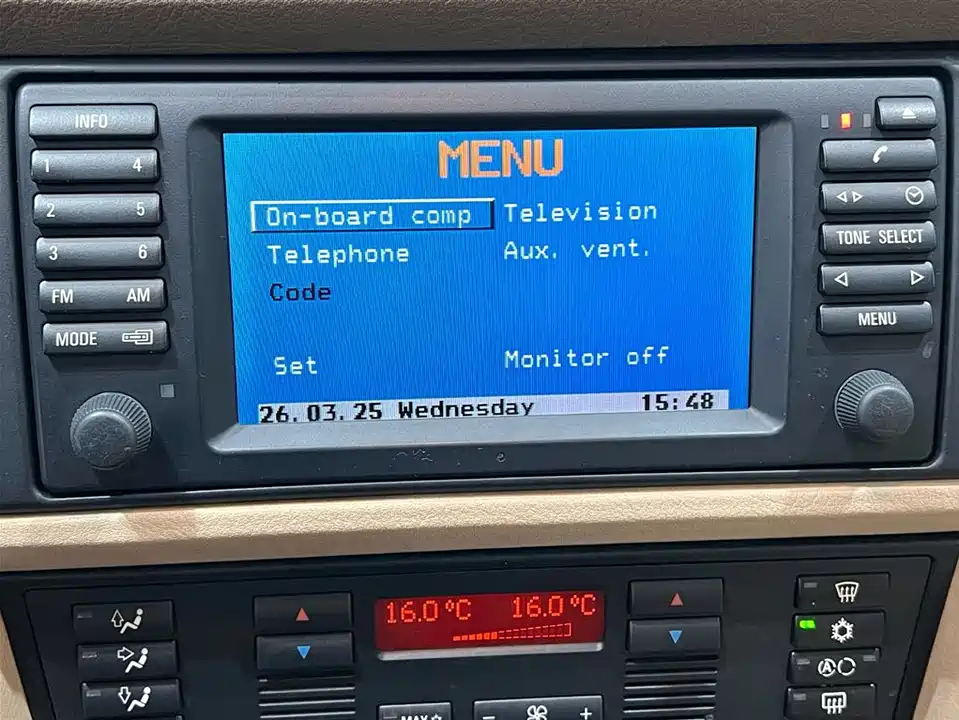 INFO
1 4
2 5
3 6
FM AM
MODE
MENU
On-board comp Television
Telephone Aux. vent.
Code
Set Monitor off
26.03.25 Wednesday 15:48
TONE SELECT
MENU
16.0°C 16.0°C
A
MAX
- +